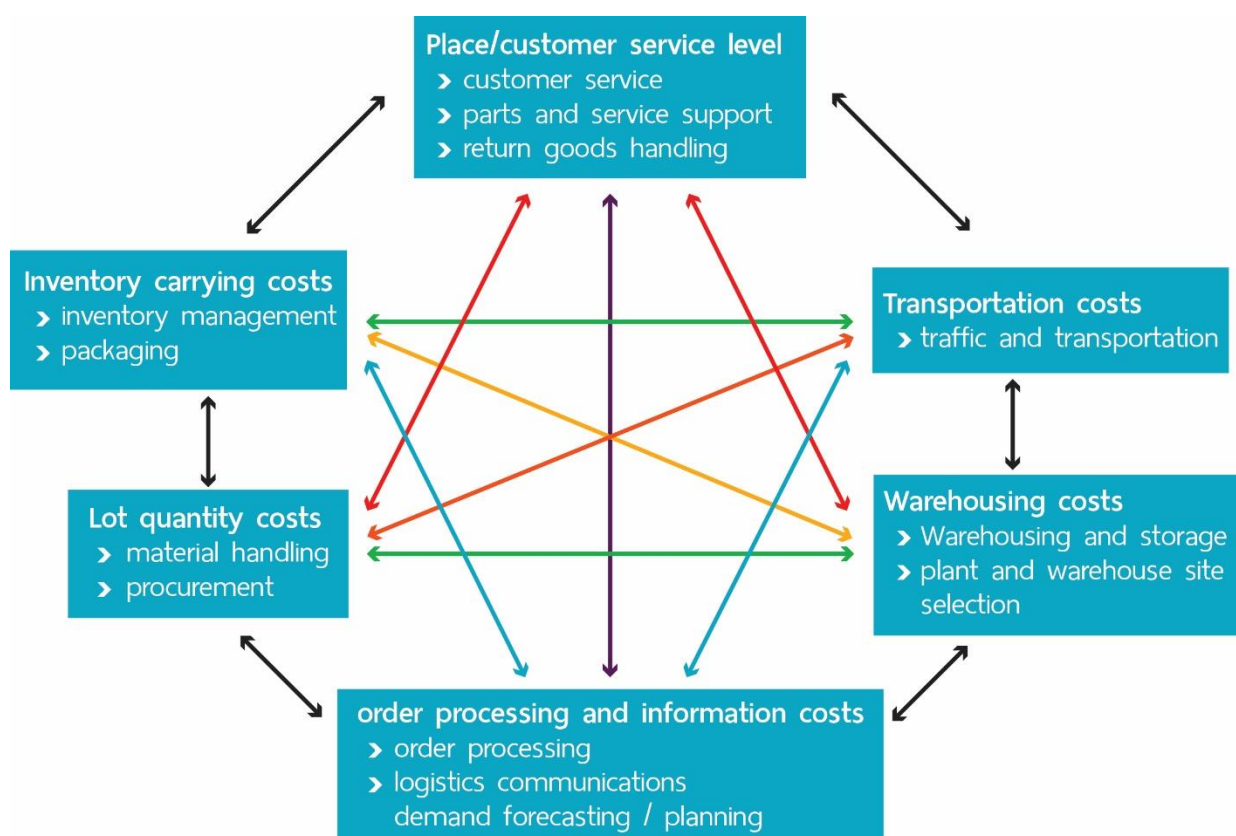 Place/customer service level
› customer service
› parts and service support
› return goods handling
Inventory carrying costs
› inventory management
› packaging
Transportation costs
› traffic and transportation
Lot quantity costs
› material handling
› procurement
Warehousing costs
› Warehousing and storage
› plant and warehouse site
selection
order processing and information costs
› order processing
› logistics communications
demand forecasting / planning